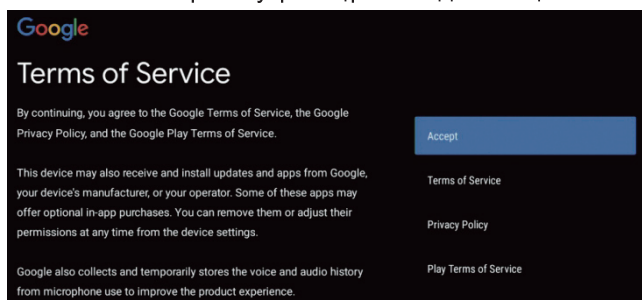 Google
Terms of Service
By continuing, you agree to the Google Terms of Service, the Google
Privacy Policy, and the Google Play Terms of Service.
This device may also receive and install updates and apps from Google,
your device's manufacturer, or your operator. Some of these apps may
offer optional in-app purchases. You can remove them or adjust their
permissions at any time from the device settings.
Google also collects and temporarily stores the voice and audio history
from microphone use to improve the product experience.
Accept
Terms of Service
Privacy Policy
Play Terms of Service